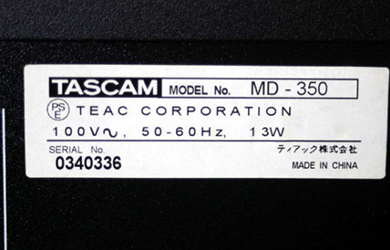 TASCAM MODEL No. MD - 350
PS E TEAC CORPORATION
100V∿, 50-60Hz, 13W
SERIAL No. ティアック株式会社
0340336 MADE IN CHINA